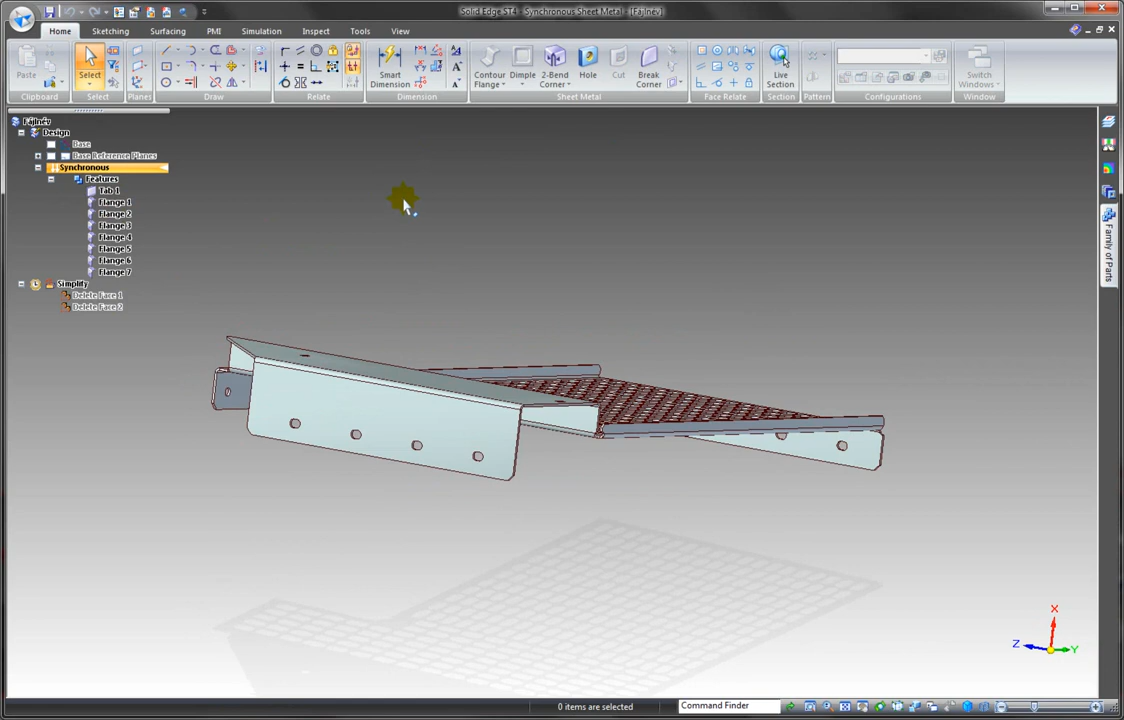 Solid Edge ST4 - Synchronous Sheet Metal - [Fájlnév]
Home Sketching Surfacing PMI Simulation Inspect Tools View
Paste
Select
Smart Dimension
Contour Flange
Dimple
2-Bend Corner
Hole
Cut
Break Corner
Live Section
Switch Windows
Clipboard Select Planes Draw Relate Dimension Sheet Metal Face Relate Section Pattern Configurations Window
Fájlnév
Design
Base
Base Reference Planes
Synchronous
Features
Tab 1
Flange 1
Flange 2
Flange 3
Flange 4
Flange 5
Flange 6
Flange 7
Simplify
Delete Face 1
Delete Face 2
Family of Parts
X
Z
Y
0 items are selected
Command Finder